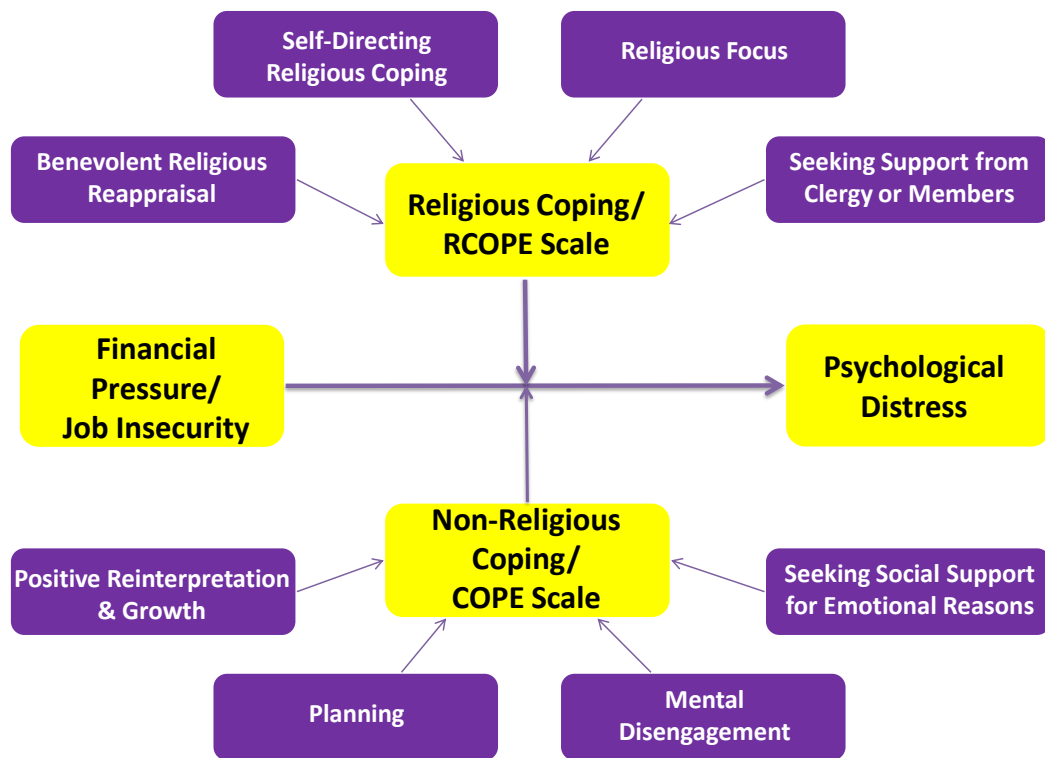 Self-Directing
Religious Coping
Religious Focus
Benevolent Religious
Reappraisal
Religious Coping/
RCOPE Scale
Seeking Support from
Clergy or Members
Financial
Pressure/
Job Insecurity
Psychological
Distress
Non-Religious
Coping/
COPE Scale
Positive Reinterpretation
& Growth
Seeking Social Support
for Emotional Reasons
Planning
Mental
Disengagement